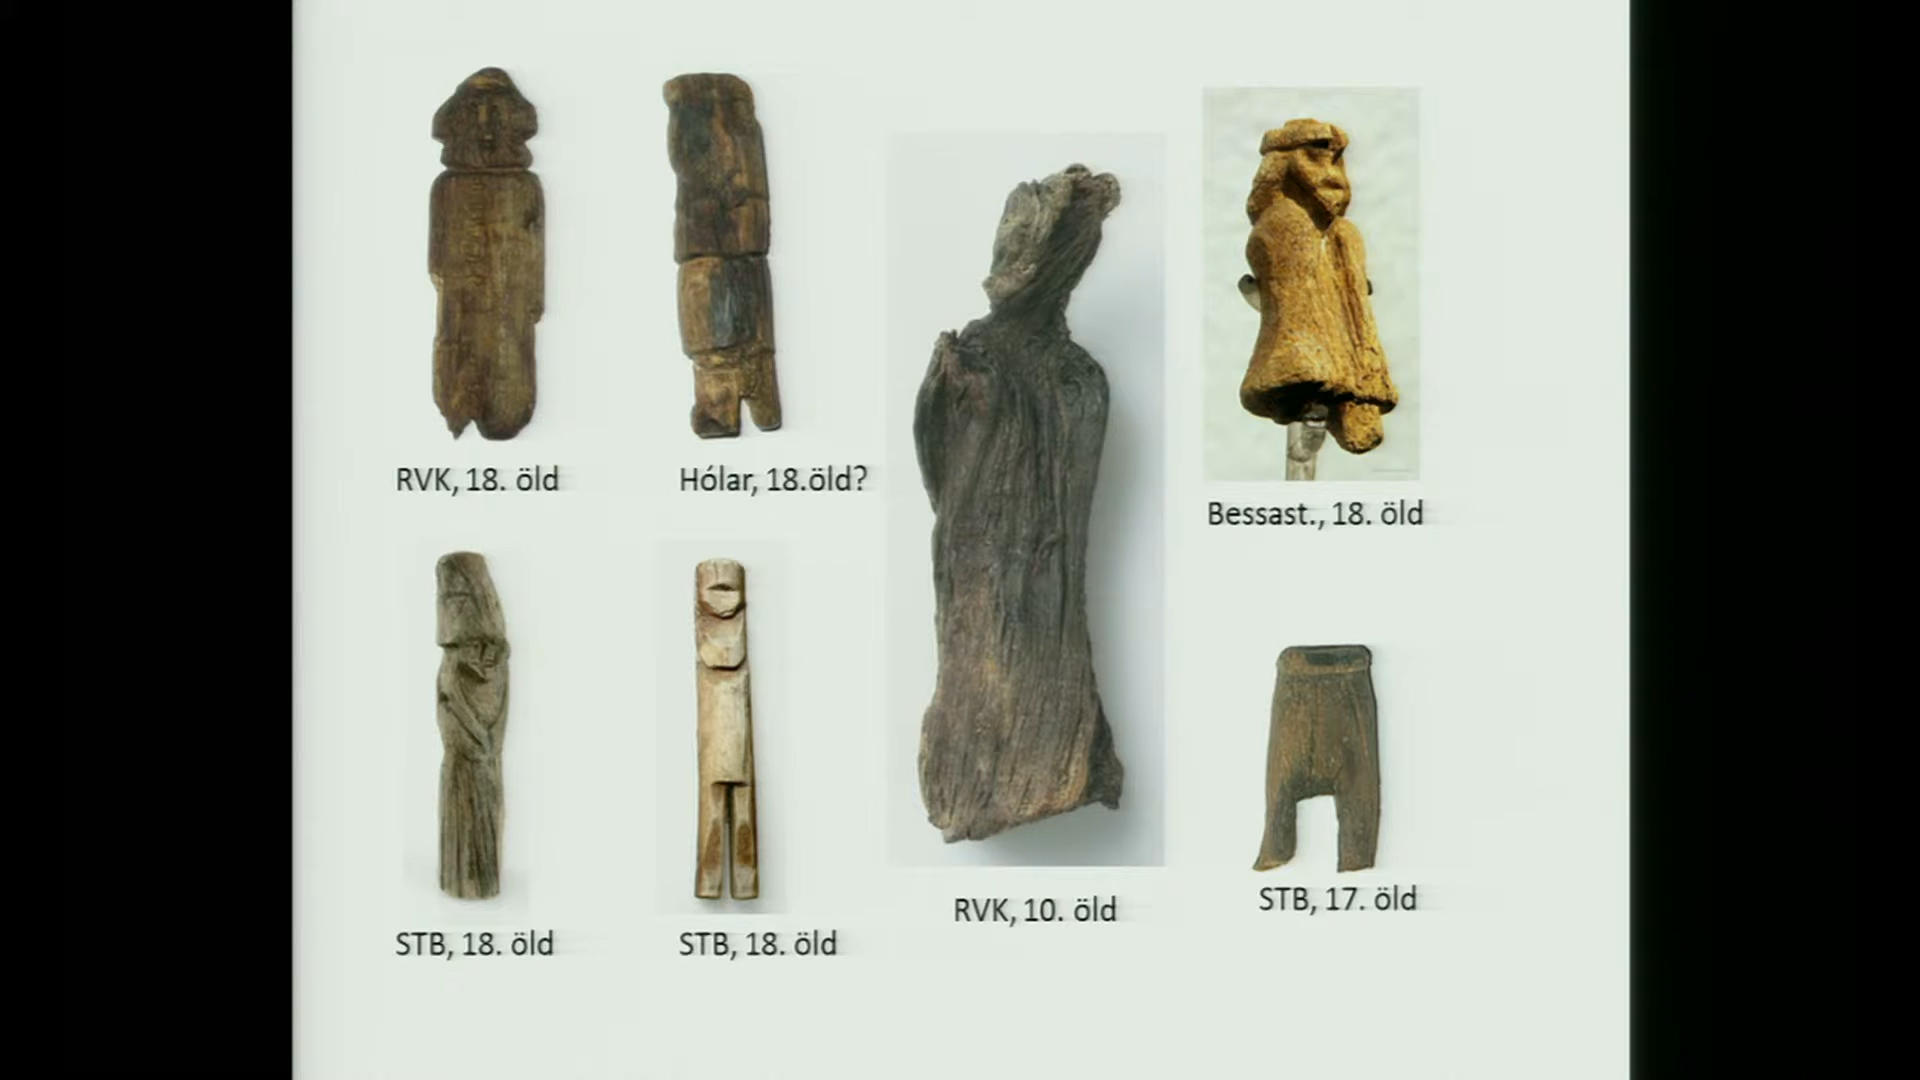 RVK, 18. öld
Hólar, 18.öld?
Bessast., 18. öld
STB, 18. öld
STB, 18. öld
RVK, 10. öld
STB, 17. öld